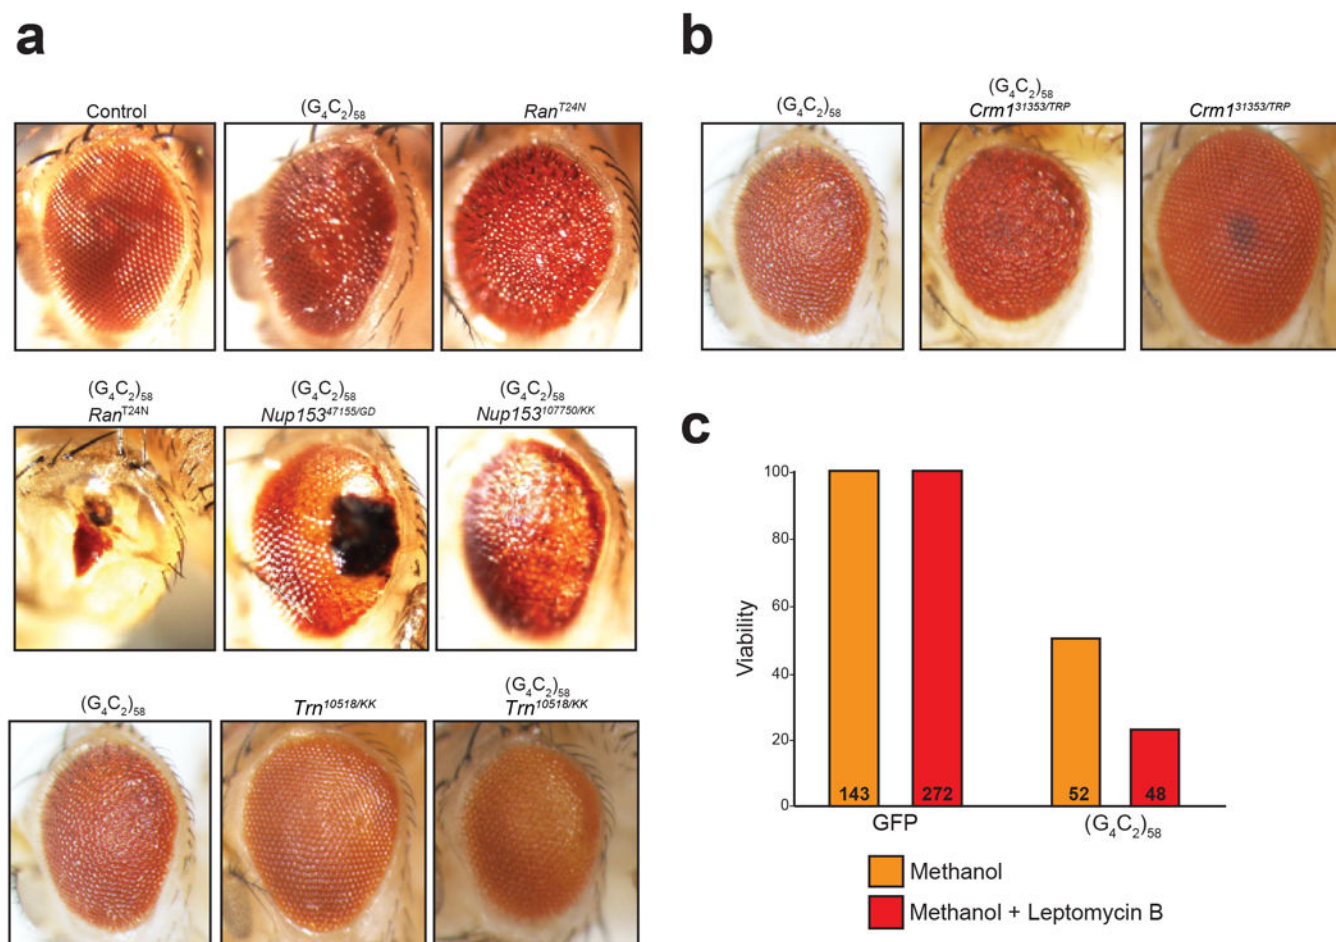 a
Control
(G₄C₂)₅₈
Ranᵀ²⁴ᴺ
(G₄C₂)₅₈
Ranᵀ²⁴ᴺ
(G₄C₂)₅₈
Nup153⁴⁷¹⁵⁵/ᴳᴰ
(G₄C₂)₅₈
Nup153¹⁰⁷⁷⁵⁰/ᴷᴷ
(G₄C₂)₅₈
Trn¹⁰⁵¹⁸/ᴷᴷ
(G₄C₂)₅₈
Trn¹⁰⁵¹⁸/ᴷᴷ
b
(G₄C₂)₅₈
(G₄C₂)₅₈
Crm1³¹³⁵³/ᵀᴿᴾ
Crm1³¹³⁵³/ᵀᴿᴾ
c
Viability
100
80
60
40
20
0
143
272
52
48
GFP
(G₄C₂)₅₈
Methanol
Methanol + Leptomycin B